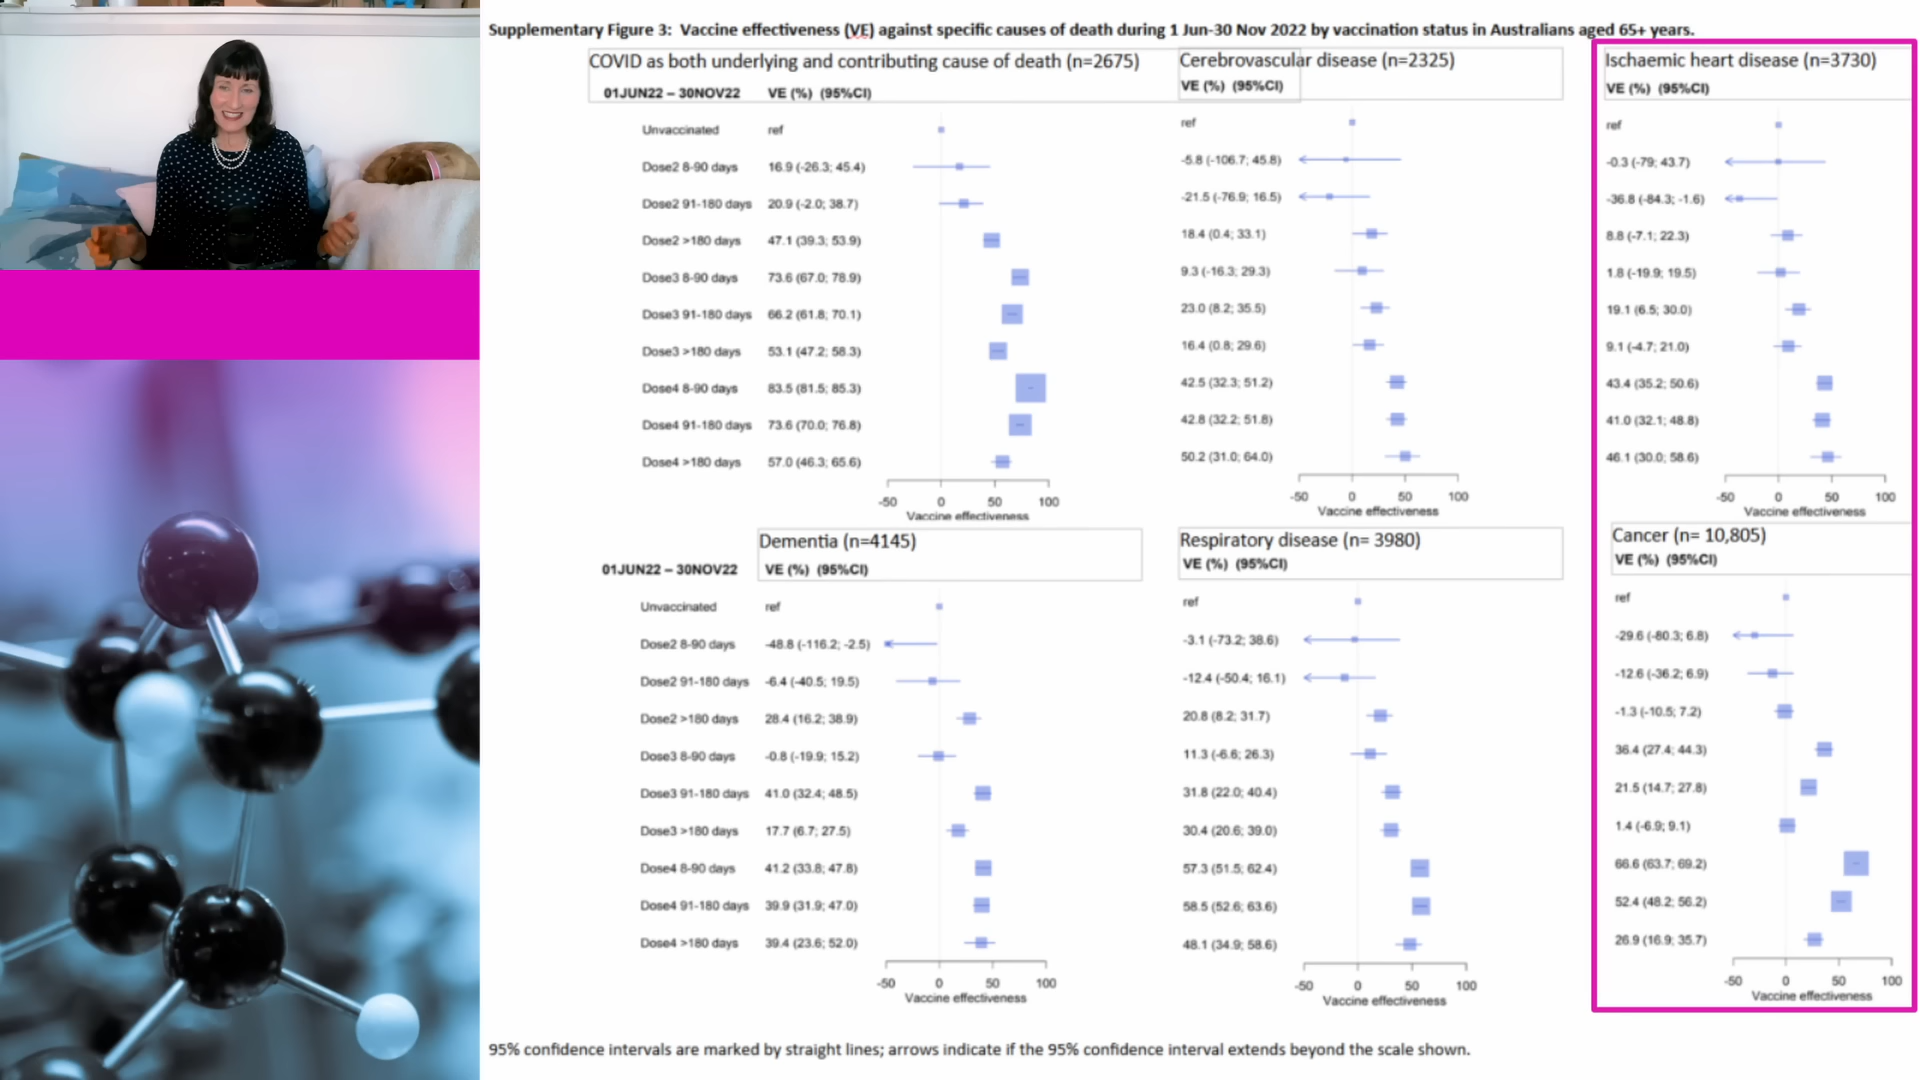 Supplementary Figure 3:  Vaccine effectiveness (VE) against specific causes of death during 1 Jun-30 Nov 2022 by vaccination status in Australians aged 65+ years.
COVID as both underlying and contributing cause of death (n=2675)
01JUN22 – 30NOV22 VE (%) (95%CI)
Unvaccinated ref
Dose2 8-90 days 16.9 (-26.3; 45.4)
Dose2 91-180 days 20.9 (-2.0; 38.7)
Dose2 >180 days 47.1 (39.3; 53.9)
Dose3 8-90 days 73.6 (67.0; 78.9)
Dose3 91-180 days 66.2 (61.8; 70.1)
Dose3 >180 days 53.1 (47.2; 58.3)
Dose4 8-90 days 83.5 (81.5; 85.3)
Dose4 91-180 days 73.6 (70.0; 76.8)
Dose4 >180 days 57.0 (46.3; 65.6)
-50 0 50 100
Vaccine effectiveness
Cerebrovascular disease (n=2325)
VE (%) (95%CI)
ref
-5.8 (-106.7; 45.8)
-21.5 (-76.9; 16.5)
18.4 (0.4; 33.1)
9.3 (-16.3; 29.3)
23.0 (8.2; 35.5)
16.4 (0.8; 29.6)
42.5 (32.3; 51.2)
42.8 (32.2; 51.8)
50.2 (31.0; 64.0)
-50 0 50 100
Vaccine effectiveness
Ischaemic heart disease (n=3730)
VE (%) (95%CI)
ref
-0.3 (-79; 43.7)
-36.8 (-84.3; -1.6)
8.8 (-7.1; 22.3)
1.8 (-19.9; 19.5)
19.1 (6.5; 30.0)
9.1 (-4.7; 21.0)
43.4 (35.2; 50.6)
41.0 (32.1; 48.8)
46.1 (30.0; 58.6)
-50 0 50 100
Vaccine effectiveness
Dementia (n=4145)
01JUN22 – 30NOV22 VE (%) (95%CI)
Unvaccinated ref
Dose2 8-90 days -48.8 (-116.2; -2.5)
Dose2 91-180 days -6.4 (-40.5; 19.5)
Dose2 >180 days 28.4 (16.2; 38.9)
Dose3 8-90 days -0.8 (-19.9; 15.2)
Dose3 91-180 days 41.0 (32.4; 48.5)
Dose3 >180 days 17.7 (6.7; 27.5)
Dose4 8-90 days 41.2 (33.8; 47.8)
Dose4 91-180 days 39.9 (31.9; 47.0)
Dose4 >180 days 39.4 (23.6; 52.0)
-50 0 50 100
Vaccine effectiveness
Respiratory disease (n= 3980)
VE (%) (95%CI)
ref
-3.1 (-73.2; 38.6)
-12.4 (-50.4; 16.1)
20.8 (8.2; 31.7)
11.3 (-6.6; 26.3)
31.8 (22.0; 40.4)
30.4 (20.6; 39.0)
57.3 (51.5; 62.4)
58.5 (52.6; 63.6)
48.1 (34.9; 58.6)
-50 0 50 100
Vaccine effectiveness
Cancer (n= 10,805)
VE (%) (95%CI)
ref
-29.6 (-80.3; 6.8)
-12.6 (-36.2; 6.9)
-1.3 (-10.5; 7.2)
36.4 (27.4; 44.3)
21.5 (14.7; 27.8)
1.4 (-6.9; 9.1)
66.6 (63.7; 69.2)
52.4 (48.2; 56.2)
26.9 (16.9; 35.7)
-50 0 50 100
Vaccine effectiveness
95% confidence intervals are marked by straight lines; arrows indicate if the 95% confidence interval extends beyond the scale shown.